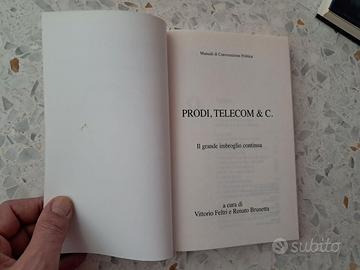 Manuali di Conversazione Politica
PRODI, TELECOM & C.
Il grande imbroglio continua
a cura di
Vittorio Feltri e Renato Brunetta
subito